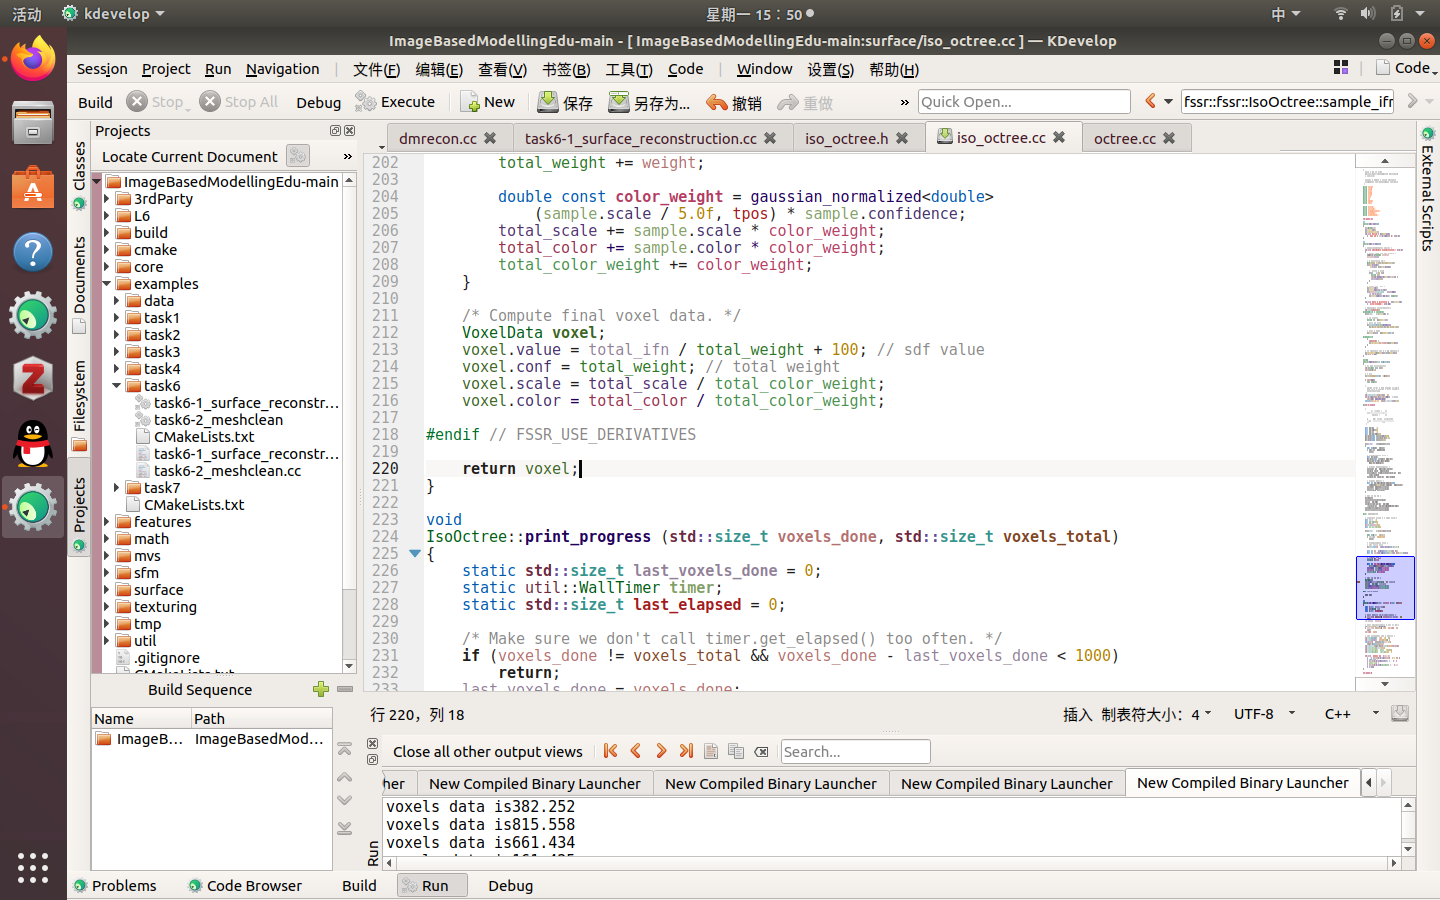 活动 kdevelop 星期一 15：50 中
ImageBasedModellingEdu-main - [ ImageBasedModellingEdu-main:surface/iso_octree.cc ] — KDevelop
Session Project Run Navigation 文件(F) 编辑(E) 查看(V) 书签(B) 工具(T) Code Window 设置(S) 帮助(H) Code
Build Stop Stop All Debug Execute New 保存 另存为... 撤销 重做 » Quick Open... fssr::fssr::IsoOctree::sample_ifr
Projects
Locate Current Document »
dmrecon.cc task6-1_surface_reconstruction.cc iso_octree.h iso_octree.cc octree.cc
Classes
Documents
Filesystem
Projects
External Scripts
ImageBasedModellingEdu-main
3rdParty
L6
build
cmake
core
examples
data
task1
task2
task3
task4
task6
task6-1_surface_reconstr...
task6-2_meshclean
CMakeLists.txt
task6-1_surface_reconstr...
task6-2_meshclean.cc
task7
CMakeLists.txt
features
math
mvs
sfm
surface
texturing
tmp
util
.gitignore
CMakeLists.txt
202 total_weight += weight;
203
204 double const color_weight = gaussian_normalized<double>
205 (sample.scale / 5.0f, tpos) * sample.confidence;
206 total_scale += sample.scale * color_weight;
207 total_color += sample.color * color_weight;
208 total_color_weight += color_weight;
209 }
210
211 /* Compute final voxel data. */
212 VoxelData voxel;
213 voxel.value = total_ifn / total_weight + 100; // sdf value
214 voxel.conf = total_weight; // total weight
215 voxel.scale = total_scale / total_color_weight;
216 voxel.color = total_color / total_color_weight;
217
218 #endif // FSSR_USE_DERIVATIVES
219
220 return voxel;
221 }
222
223 void
224 IsoOctree::print_progress (std::size_t voxels_done, std::size_t voxels_total)
225 {
226 static std::size_t last_voxels_done = 0;
227 static util::WallTimer timer;
228 static std::size_t last_elapsed = 0;
229
230 /* Make sure we don't call timer.get_elapsed() too often. */
231 if (voxels_done != voxels_total && voxels_done - last_voxels_done < 1000)
232 return;
233 last_voxels_done = voxels_done;
Build Sequence
Name Path
ImageB... ImageBasedMod...
行 220，列 18 插入 制表符大小：4 UTF-8 C++
Close all other output views Search...
her New Compiled Binary Launcher New Compiled Binary Launcher New Compiled Binary Launcher New Compiled Binary Launcher
Run
voxels data is382.252
voxels data is815.558
voxels data is661.434
Problems Code Browser Build Run Debug